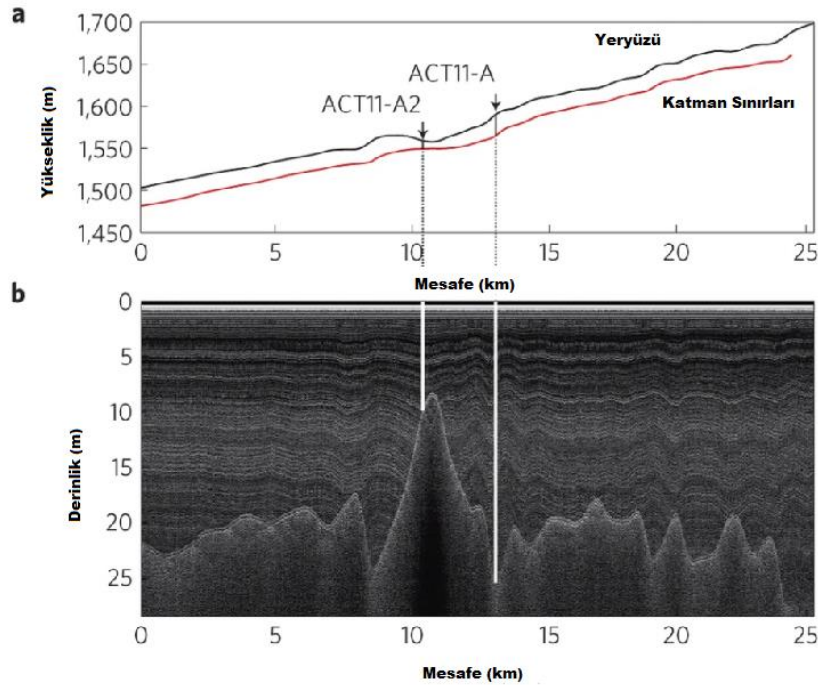 a
1,700
1,650
1,600
1,550
1,500
1,450
Yükseklik (m)
Yeryüzü
ACT11-A
ACT11-A2
Katman Sınırları
0 5 10 15 20 25
Mesafe (km)
b
0
5
10
15
20
25
Derinlik (m)
0 5 10 15 20 25
Mesafe (km)